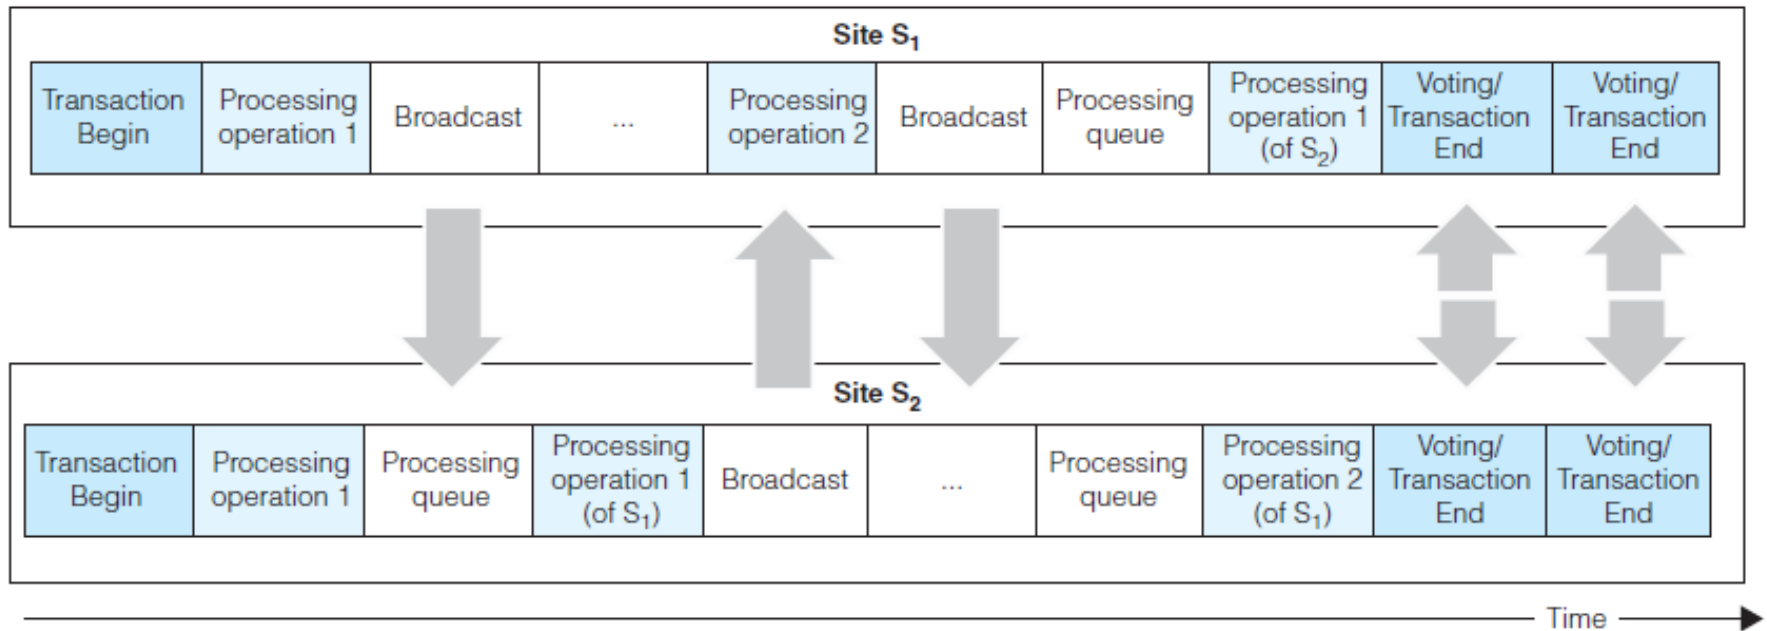 Site S1
Transaction
Begin
Processing
operation 1
Broadcast
...
Processing
operation 2
Broadcast
Processing
queue
Processing
operation 1
(of S2)
Voting/
Transaction
End
Voting/
Transaction
End
Site S2
Transaction
Begin
Processing
operation 1
Processing
queue
Processing
operation 1
(of S1)
Broadcast
...
Processing
queue
Processing
operation 2
(of S1)
Voting/
Transaction
End
Voting/
Transaction
End
Time